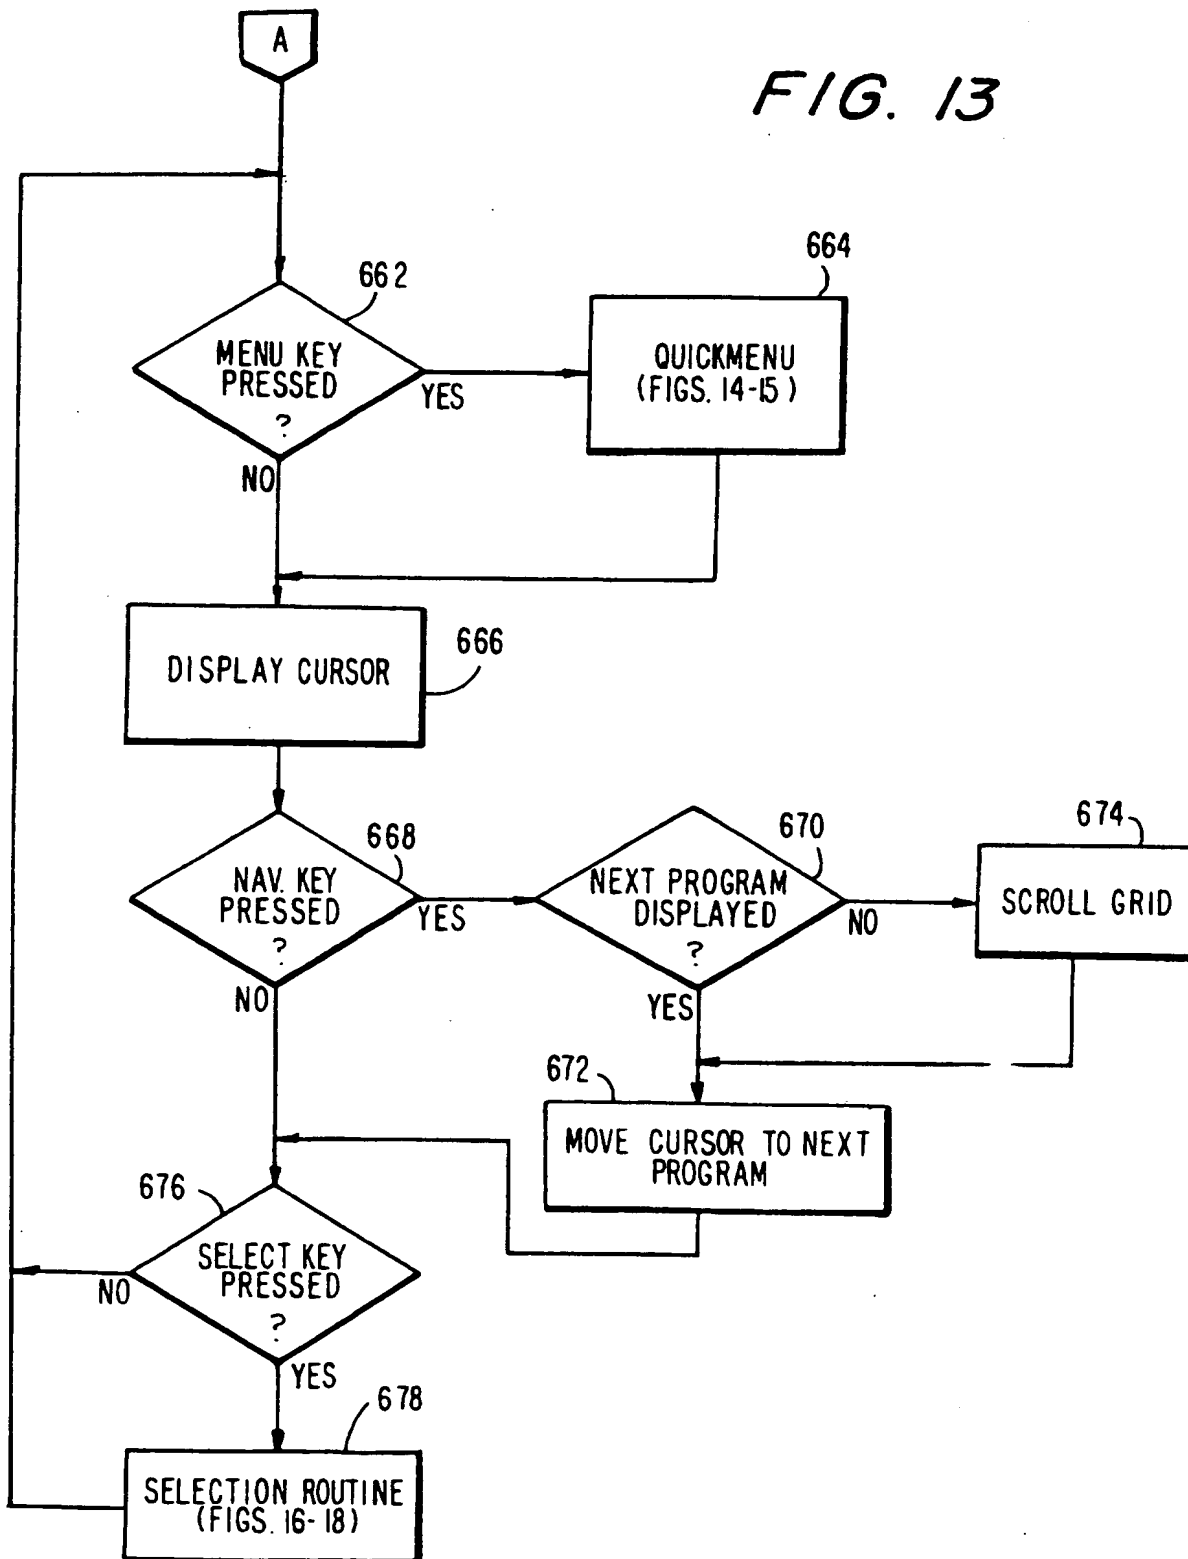 A
FIG. 13
662
MENU KEY
PRESSED
?
YES
NO
664
QUICKMENU
(FIGS. 14-15)
DISPLAY CURSOR
666
668
NAV. KEY
PRESSED
?
YES
NO
670
NEXT PROGRAM
DISPLAYED
?
NO
YES
674
SCROLL GRID
672
MOVE CURSOR TO NEXT
PROGRAM
676
SELECT KEY
PRESSED
?
NO
YES
678
SELECTION ROUTINE
(FIGS. 16-18)